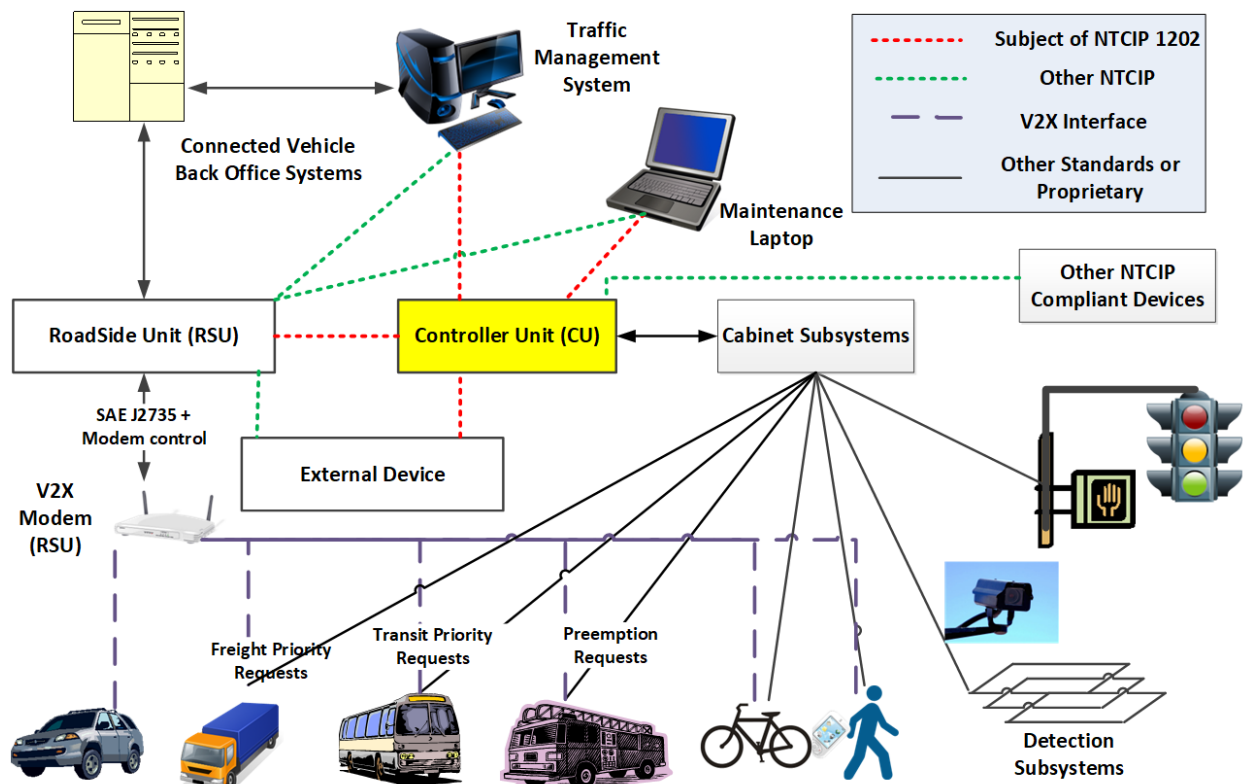 Traffic
Management
System
Subject of NTCIP 1202
Other NTCIP
V2X Interface
Other Standards or
Proprietary
Connected Vehicle
Back Office Systems
Maintenance
Laptop
Other NTCIP
Compliant Devices
RoadSide Unit (RSU)
Controller Unit (CU)
Cabinet Subsystems
SAE J2735 +
Modem control
External Device
V2X
Modem
(RSU)
Freight Priority
Requests
Transit Priority
Requests
Preemption
Requests
Detection
Subsystems